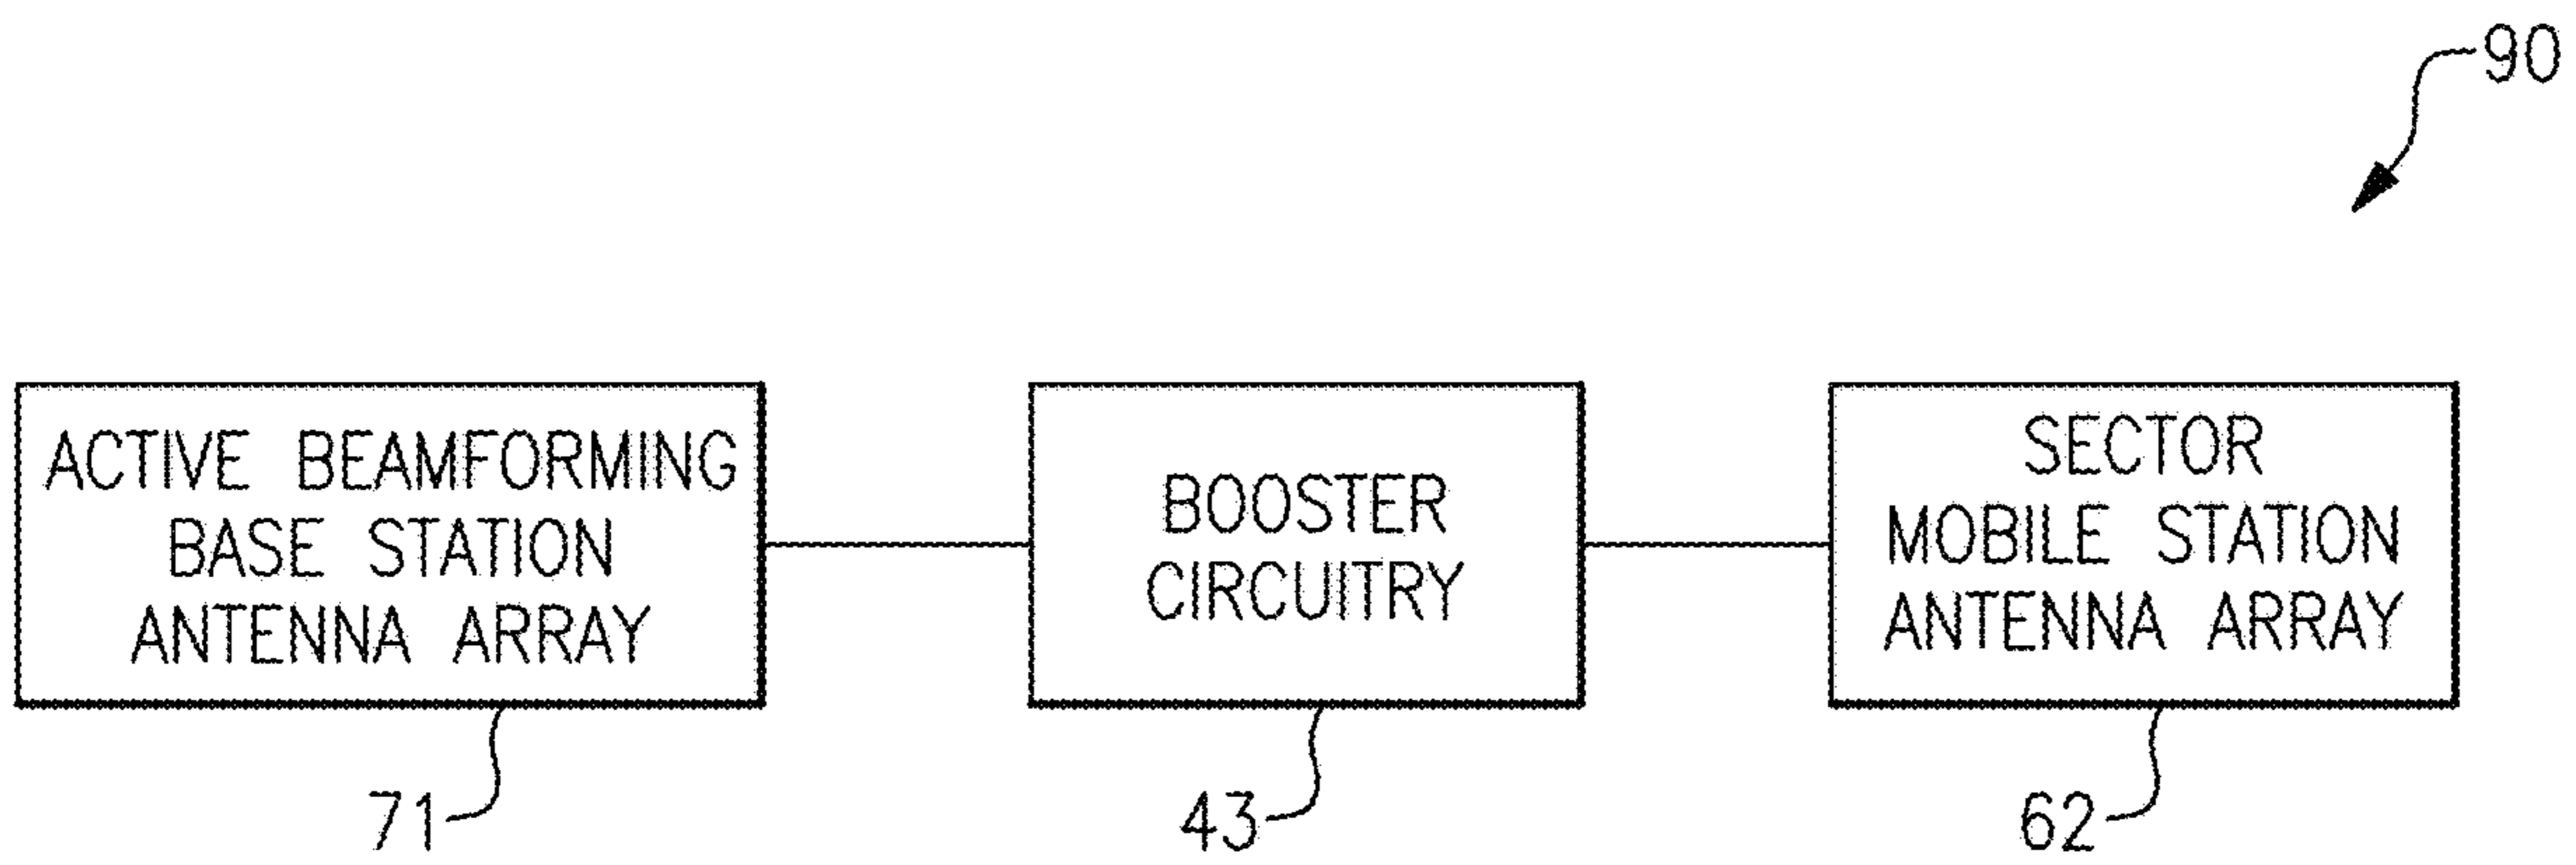 90
ACTIVE BEAMFORMING
BASE STATION
ANTENNA ARRAY
BOOSTER
CIRCUITRY
SECTOR
MOBILE STATION
ANTENNA ARRAY
71
43
62